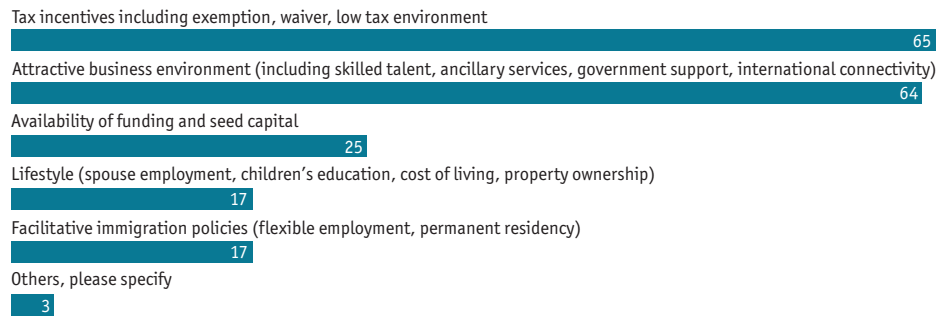 Tax incentives including exemption, waiver, low tax environment
65
Attractive business environment (including skilled talent, ancillary services, government support, international connectivity)
64
Availability of funding and seed capital
25
Lifestyle (spouse employment, children’s education, cost of living, property ownership)
17
Facilitative immigration policies (flexible employment, permanent residency)
17
Others, please specify
3